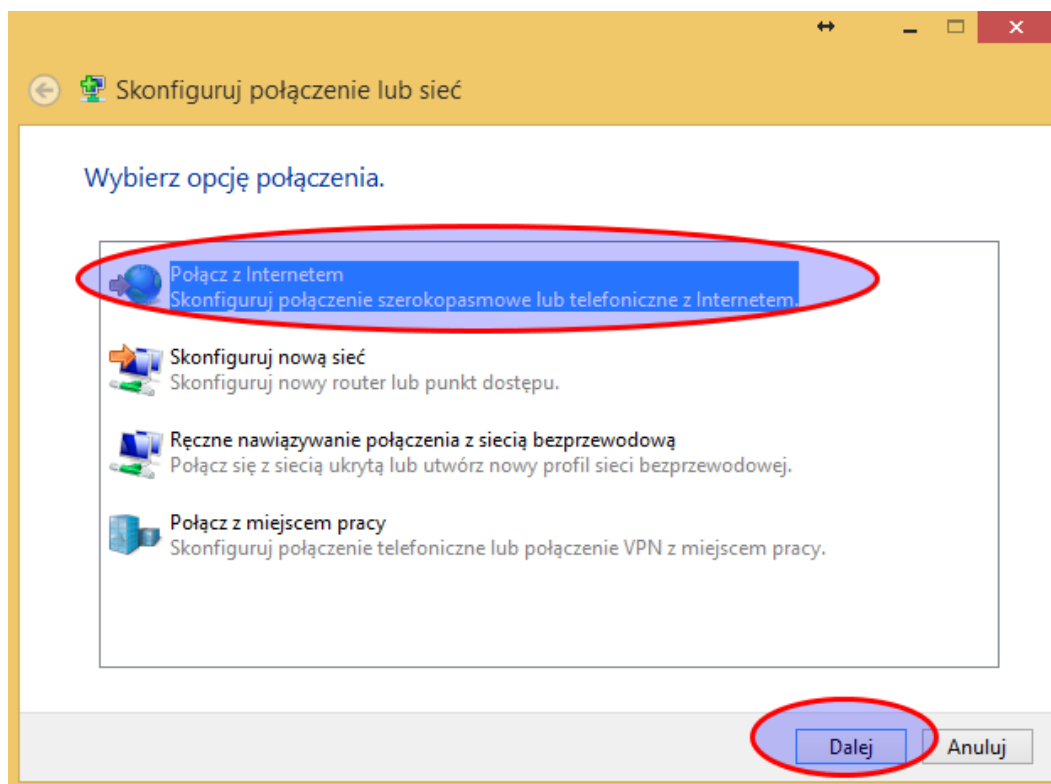 Skonfiguruj połączenie lub sieć
Wybierz opcję połączenia.
Połącz z Internetem
Skonfiguruj połączenie szerokopasmowe lub telefoniczne z Internetem.
Skonfiguruj nową sieć
Skonfiguruj nowy router lub punkt dostępu.
Ręczne nawiązywanie połączenia z siecią bezprzewodową
Połącz się z siecią ukrytą lub utwórz nowy profil sieci bezprzewodowej.
Połącz z miejscem pracy
Skonfiguruj połączenie telefoniczne lub połączenie VPN z miejscem pracy.
Dalej Anuluj